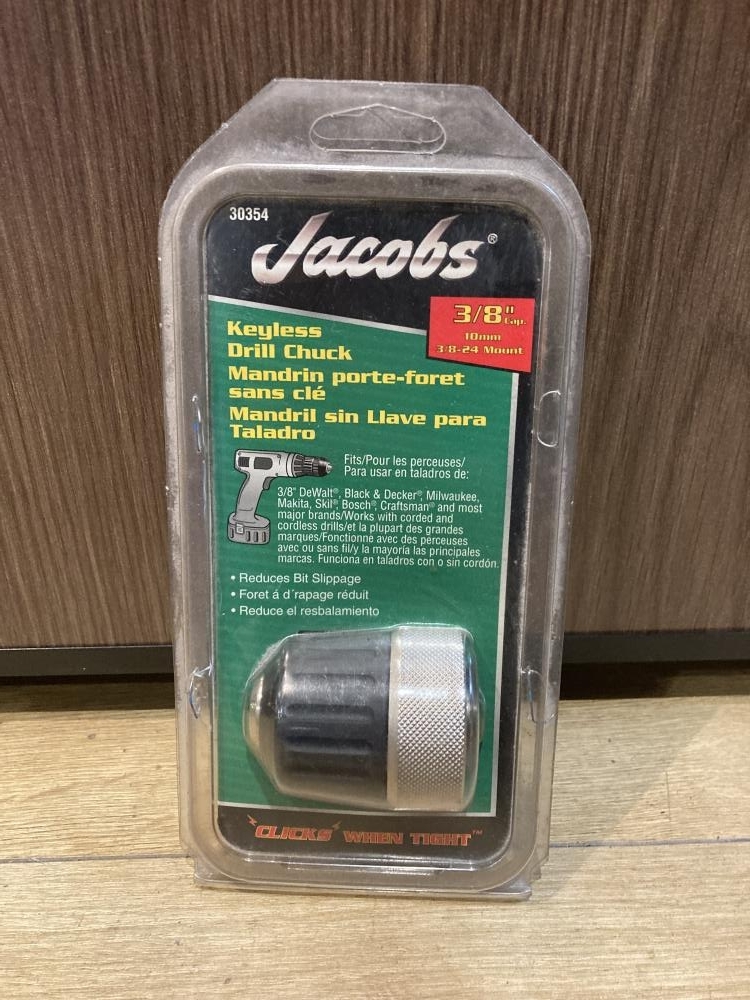 30354
Jacobs®
3/8" Cap.
10mm
3/8-24 Mount
Keyless
Drill Chuck
Mandrin porte-foret
sans clé
Mandril sin Llave para
Taladro
Fits/Pour les perceuses/
Para usar en taladros de:
3/8" DeWalt®, Black & Decker®, Milwaukee,
Makita, Skil®, Bosch®, Craftsman® and most
major brands/Works with corded and
cordless drills/et la plupart des grandes
marques/Fonctionne avec des perceuses
avec ou sans fil/y la mayoría las principales
marcas. Funciona en taladros con o sin cordón.
• Reduces Bit Slippage
• Foret á d´rapage réduit
• Reduce el resbalamiento
"CLICKS" WHEN TIGHT™